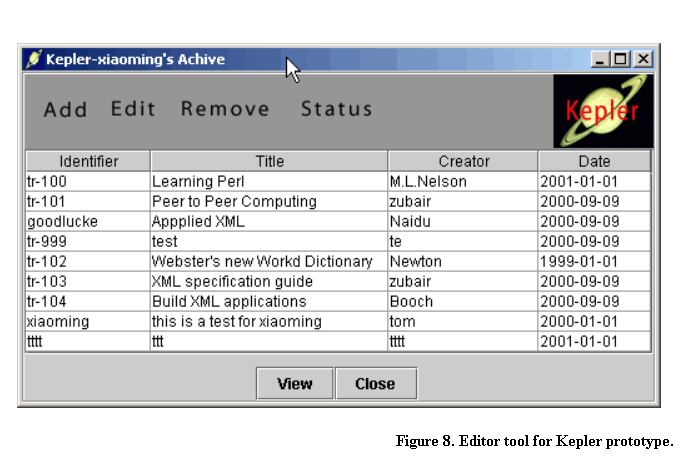 Kepler-xiaoming's Achive
Add Edit Remove Status Kepler
Identifier Title Creator Date
tr-100 Learning Perl M.L.Nelson 2001-01-01
tr-101 Peer to Peer Computing zubair 2000-09-09
goodlucke Appplied XML Naidu 2000-09-09
tr-999 test te 2000-09-09
tr-102 Webster's new Workd Dictionary Newton 1999-01-01
tr-103 XML specification guide zubair 2000-09-09
tr-104 Build XML applications Booch 2000-09-09
xiaoming this is a test for xiaoming tom 2000-01-01
tttt ttt tttt 2001-01-01
View Close
Figure 8. Editor tool for Kepler prototype.